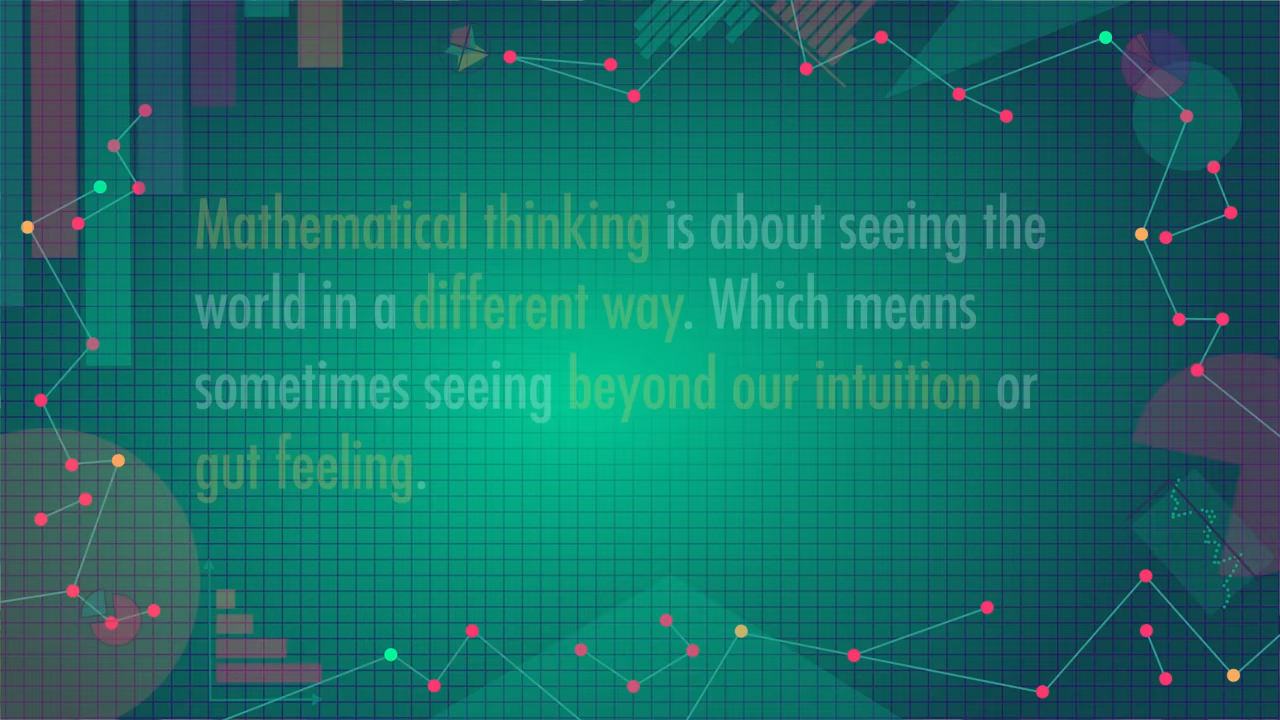 Mathematical thinking is about seeing the
world in a different way. Which means
sometimes seeing beyond our intuition or
gut feeling.